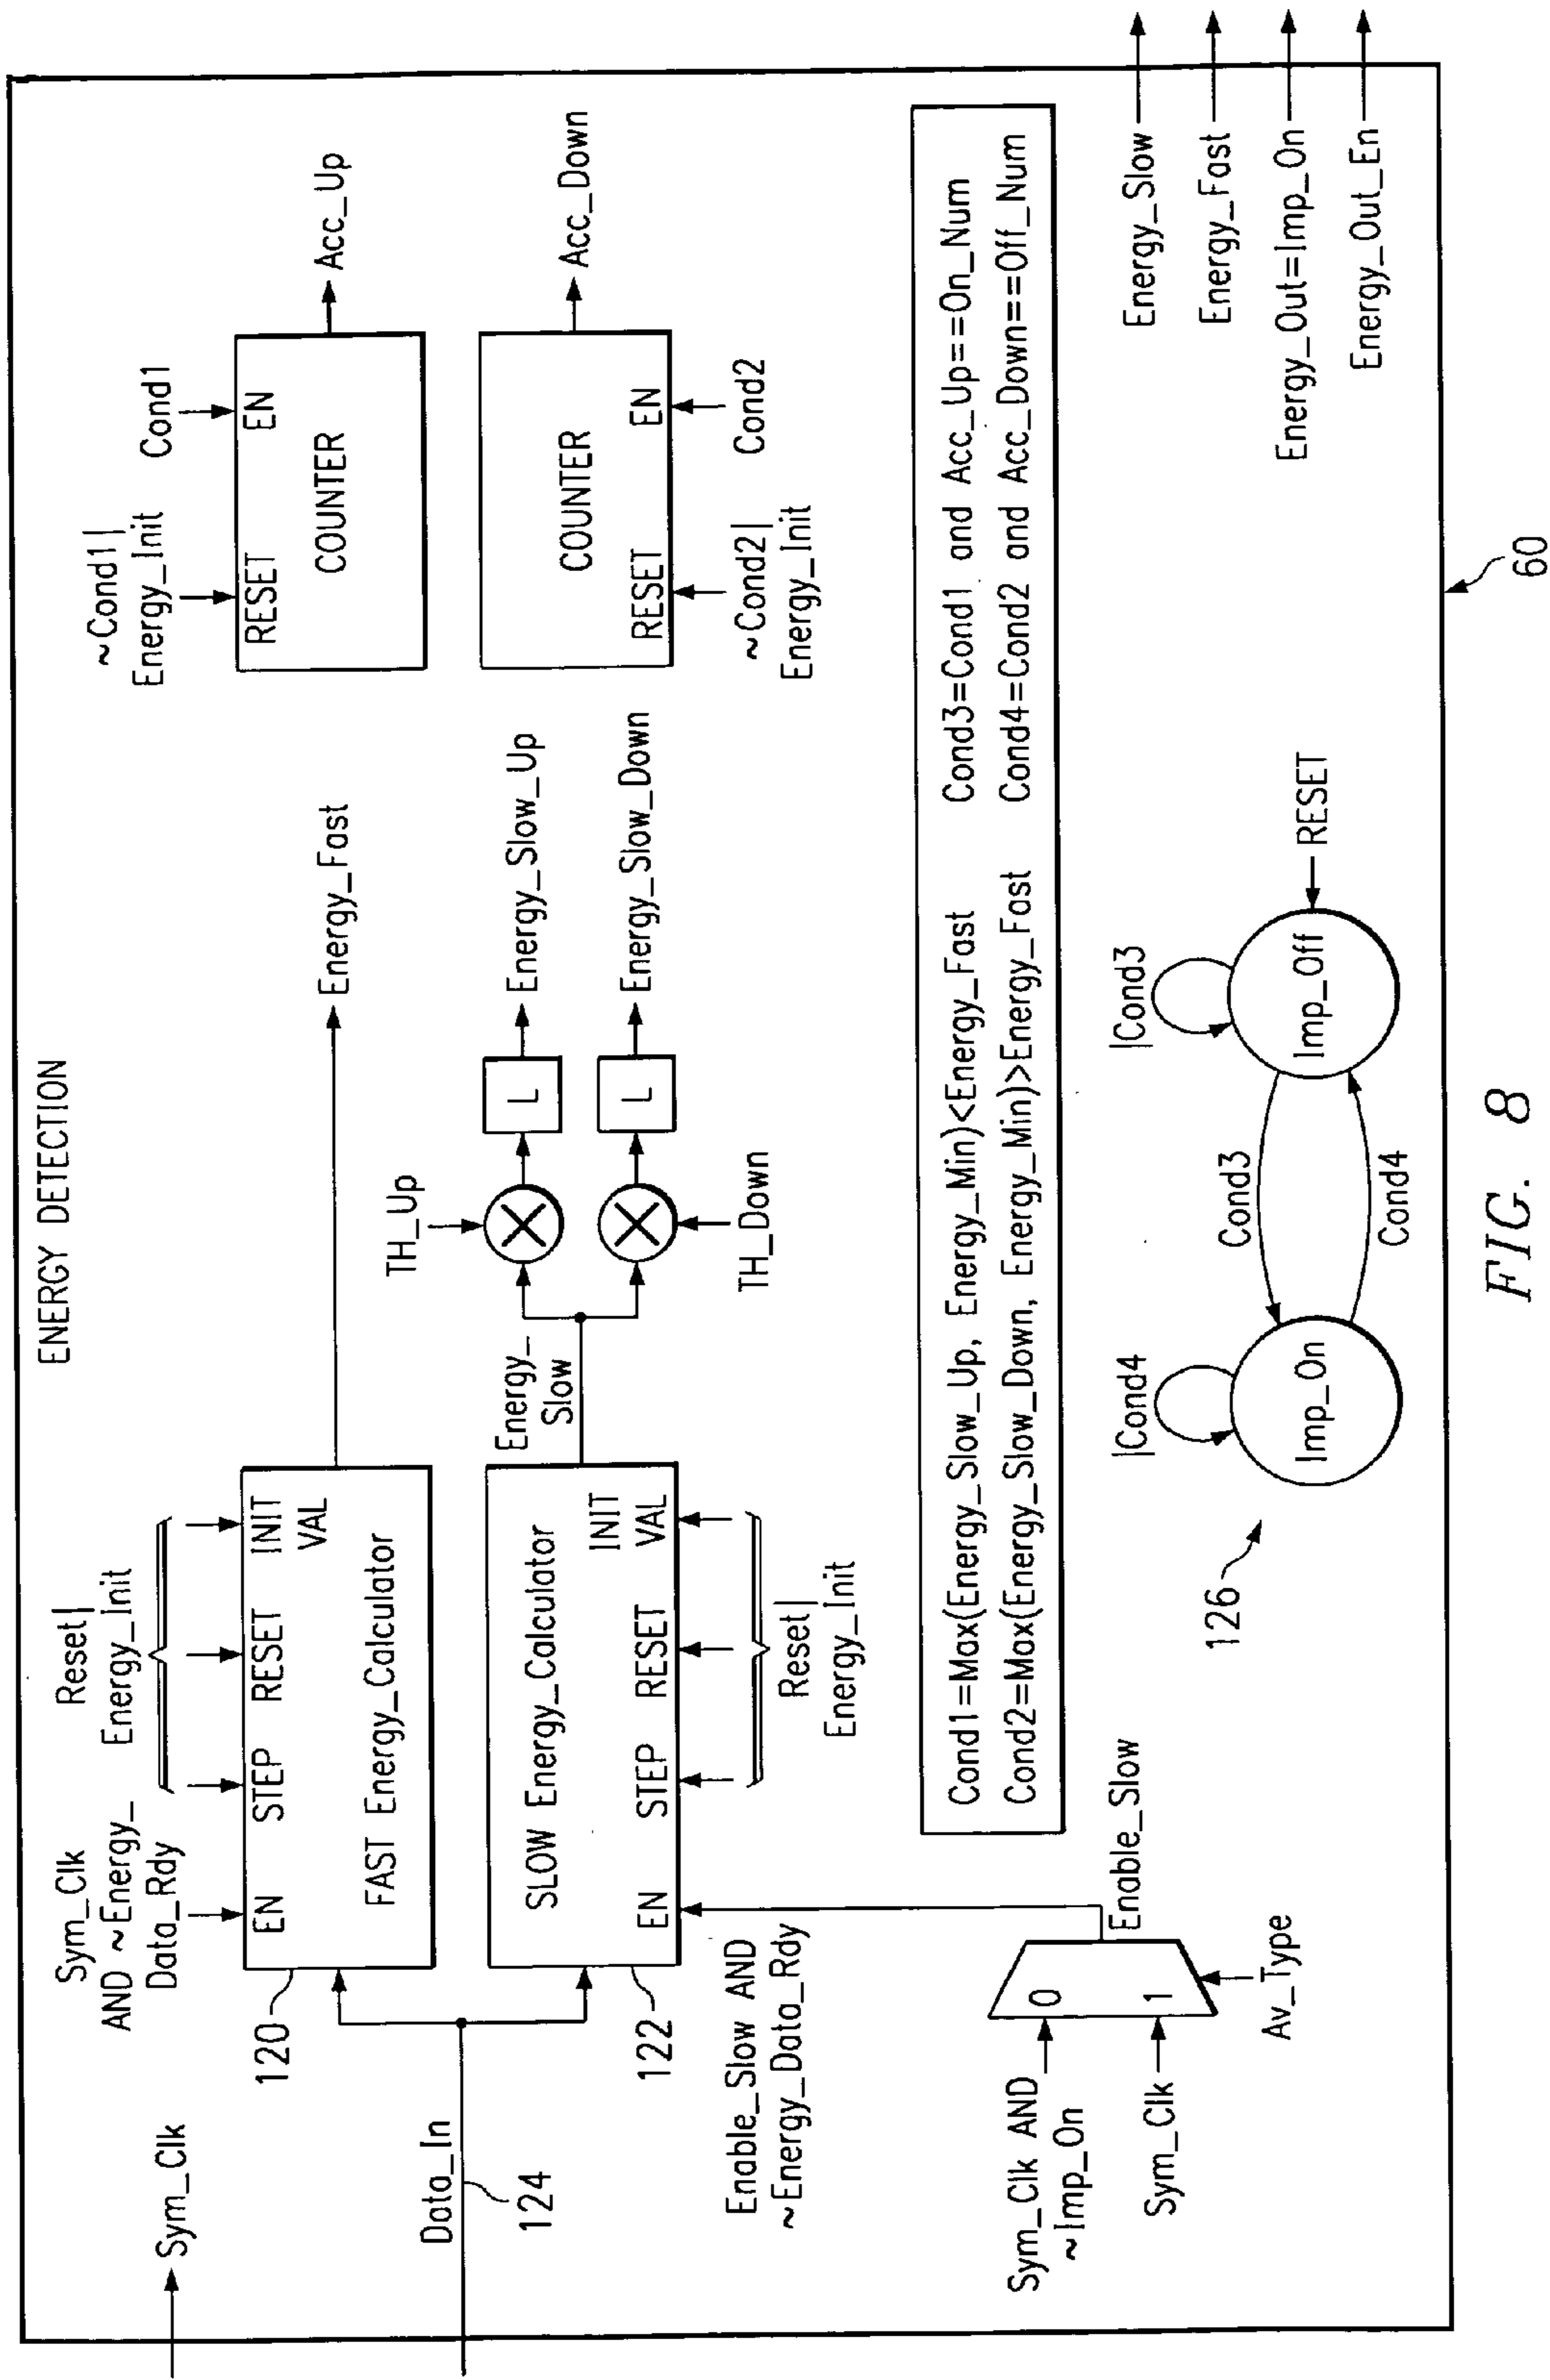 ENERGY DETECTION
Sym_Clk
Sym_Clk
AND ~Energy_
Data_Rdy
Reset|
Energy_Init
EN
STEP
RESET
INIT
VAL
FAST Energy_Calculator
120
Energy_Fast
~Cond1|
Energy_Init
Cond1
RESET
EN
COUNTER
Acc_Up
Data_In
124
SLOW Energy_Calculator
EN
STEP
RESET
INIT
VAL
122
Enable_Slow AND
~Energy_Data_Rdy
Reset|
Energy_Init
Energy_
Slow
TH_Up
L
Energy_Slow_Up
L
Energy_Slow_Down
TH_Down
COUNTER
RESET
EN
Acc_Down
~Cond2|
Energy_Init
Cond2
Sym_Clk AND
~Imp_On
Sym_Clk
0
1
Av_Type
Enable_Slow
Cond1=Max(Energy_Slow_Up, Energy_Min)<Energy_Fast Cond3=Cond1 and Acc_Up==On_Num
Cond2=Max(Energy_Slow_Down, Energy_Min)>Energy_Fast Cond4=Cond2 and Acc_Down==Off_Num
126
|Cond4
Imp_On
Cond3
Cond4
|Cond3
Imp_Off
RESET
Energy_Slow
Energy_Fast
Energy_Out=Imp_On
Energy_Out_En
60
FIG. 8